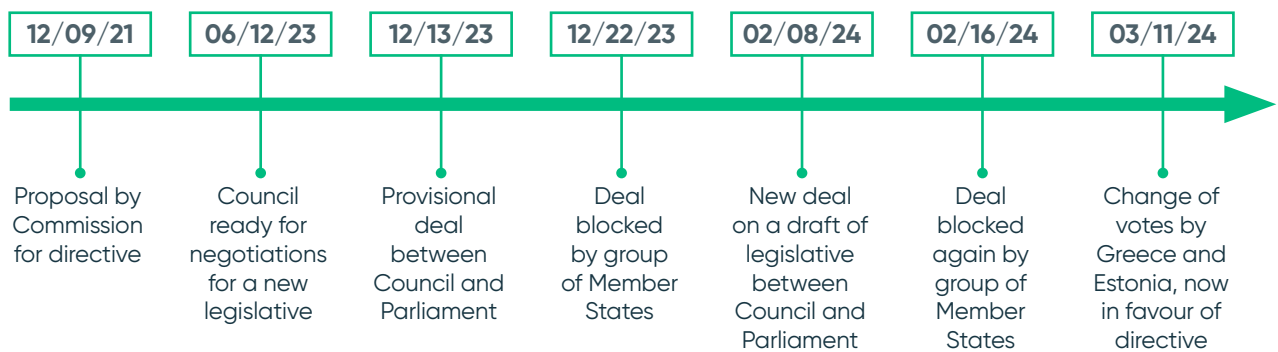 12/09/21
06/12/23
12/13/23
12/22/23
02/08/24
02/16/24
03/11/24
Proposal by
Commission
for directive
Council
ready for
negotiations
for a new
legislative
Provisional
deal
between
Council and
Parliament
Deal
blocked
by group
of Member
States
New deal
on a draft of
legislative
between
Council and
Parliament
Deal
blocked
again by
group of
Member
States
Change of
votes by
Greece and
Estonia, now
in favour of
directive